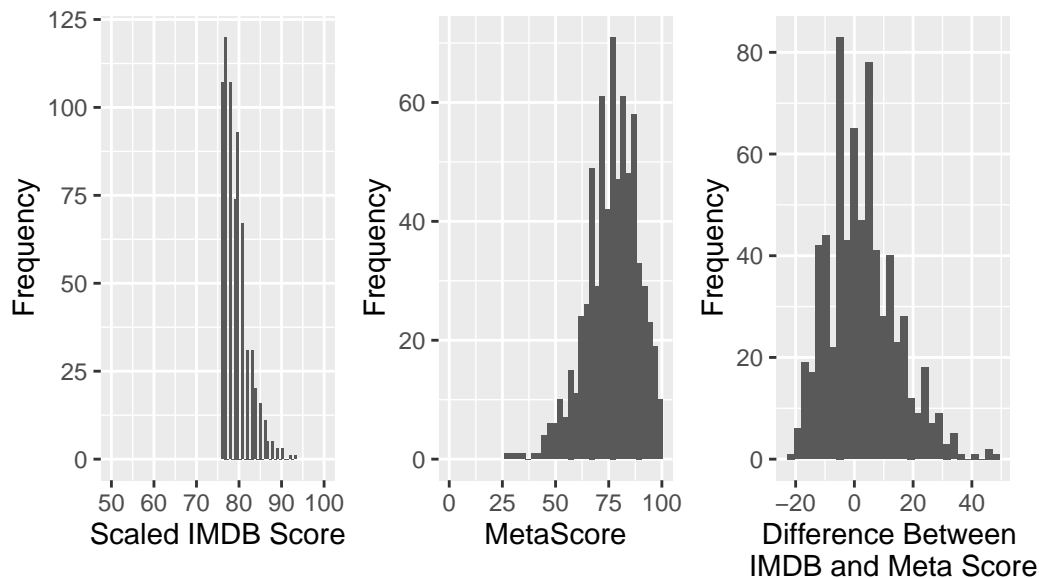 125
100
75
50
25
0
Frequency
50 60 70 80 90 100
Scaled IMDB Score
60
40
20
0
Frequency
0 25 50 75 100
MetaScore
80
60
40
20
0
Frequency
−20 0 20 40
Difference Between
IMDB and Meta Score